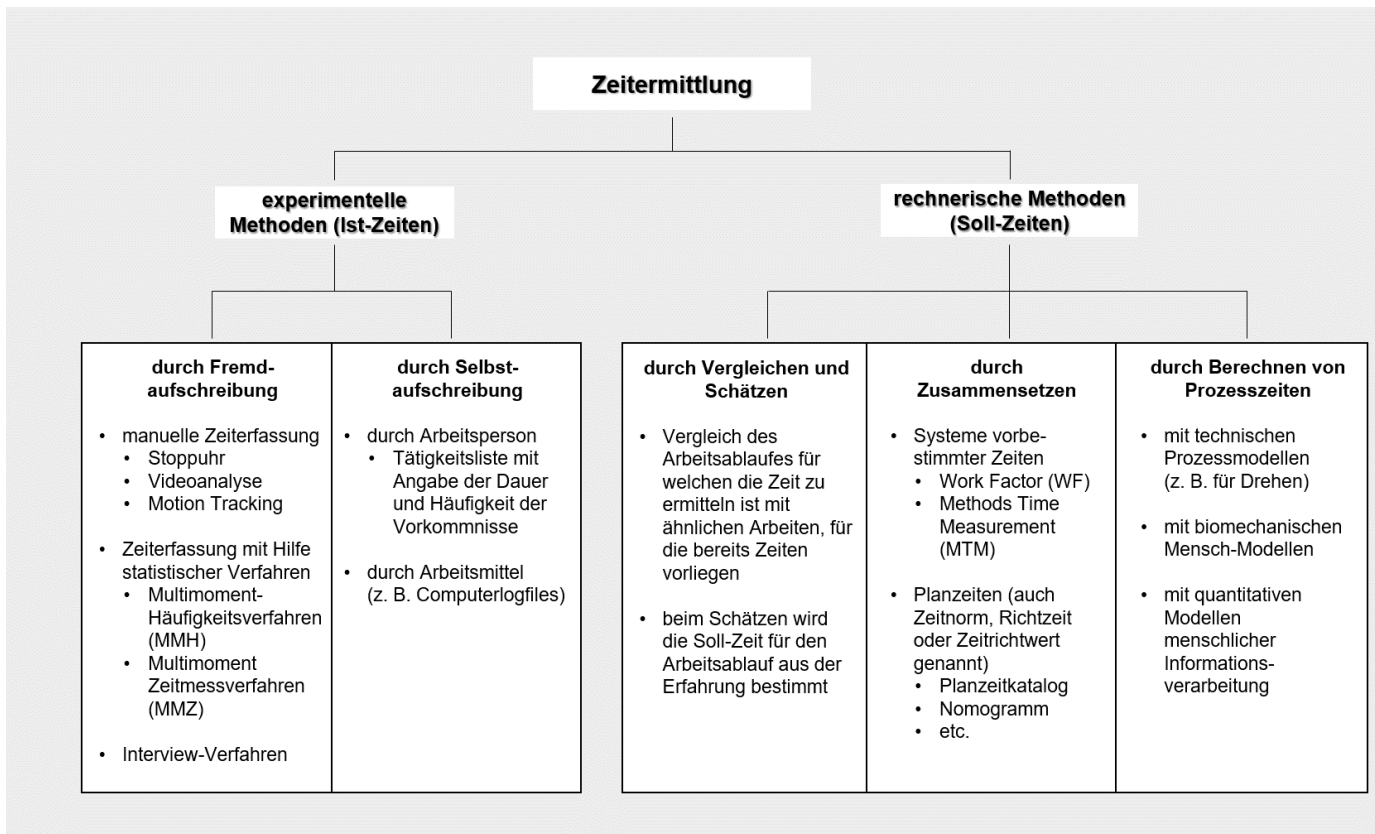 Zeitermittlung
experimentelle
Methoden (Ist-Zeiten)
rechnerische Methoden
(Soll-Zeiten)
durch Fremd-
aufschreibung
• manuelle Zeiterfassung
• Stoppuhr
• Videoanalyse
• Motion Tracking
• Zeiterfassung mit Hilfe
statistischer Verfahren
• Multimoment-
Häufigkeitsverfahren
(MMH)
• Multimoment
Zeitmessverfahren
(MMZ)
• Interview-Verfahren
durch Selbst-
aufschreibung
• durch Arbeitsperson
• Tätigkeitsliste mit
Angabe der Dauer
und Häufigkeit der
Vorkommnisse
• durch Arbeitsmittel
(z. B. Computerlogfiles)
durch Vergleichen und
Schätzen
• Vergleich des
Arbeitsablaufes für
welchen die Zeit zu
ermitteln ist mit
ähnlichen Arbeiten, für
die bereits Zeiten
vorliegen
• beim Schätzen wird
die Soll-Zeit für den
Arbeitsablauf aus der
Erfahrung bestimmt
durch
Zusammensetzen
• Systeme vorbe-
stimmter Zeiten
• Work Factor (WF)
• Methods Time
Measurement
(MTM)
• Planzeiten (auch
Zeitnorm, Richtzeit
oder Zeitrichtwert
genannt)
• Planzeitkatalog
• Nomogramm
• etc.
durch Berechnen von
Prozesszeiten
• mit technischen
Prozessmodellen
(z. B. für Drehen)
• mit biomechanischen
Mensch-Modellen
• mit quantitativen
Modellen
menschlicher
Informations-
verarbeitung